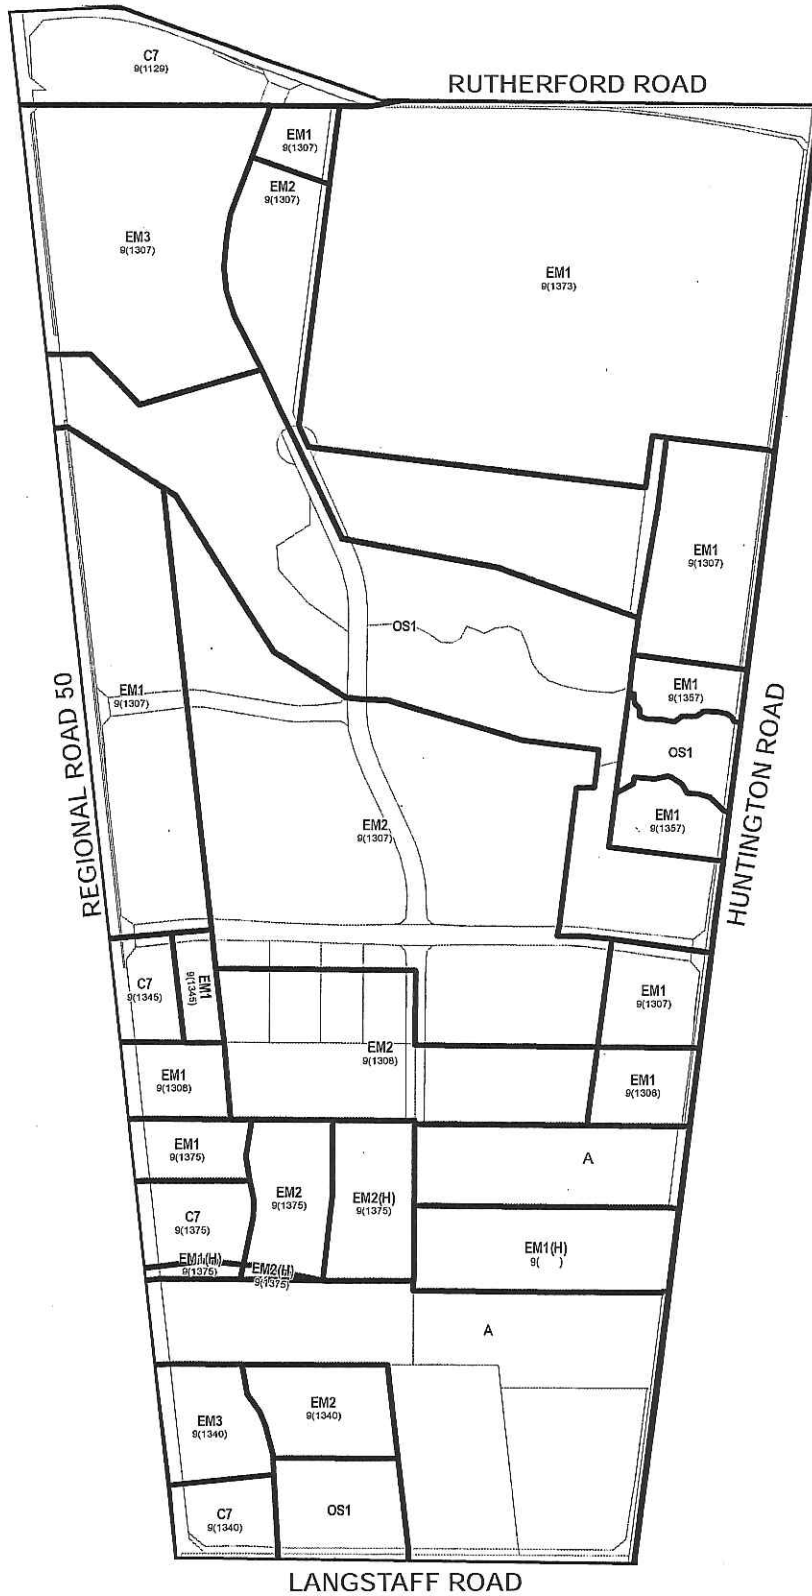 C7
9(1129)
RUTHERFORD ROAD
EM1
9(1307)
EM2
9(1307)
EM3
9(1307)
EM1
9(1373)
EM1
9(1307)
OS1
EM1
9(1357)
EM1
9(1307)
REGIONAL ROAD 50
OS1
HUNTINGTON ROAD
EM1
9(1357)
EM2
9(1307)
C7
9(1345)
EM1
9(1345)
EM1
9(1307)
EM2
9(1308)
EM1
9(1308)
EM1
9(1308)
EM1
9(1375)
A
EM2
9(1375)
EM2(H)
9(1375)
C7
9(1375)
EM1(H)
9( )
EM1(H)
9(1375)
EM2(H)
9(1375)
A
EM2
9(1340)
EM3
9(1340)
C7
9(1340)
OS1
LANGSTAFF ROAD